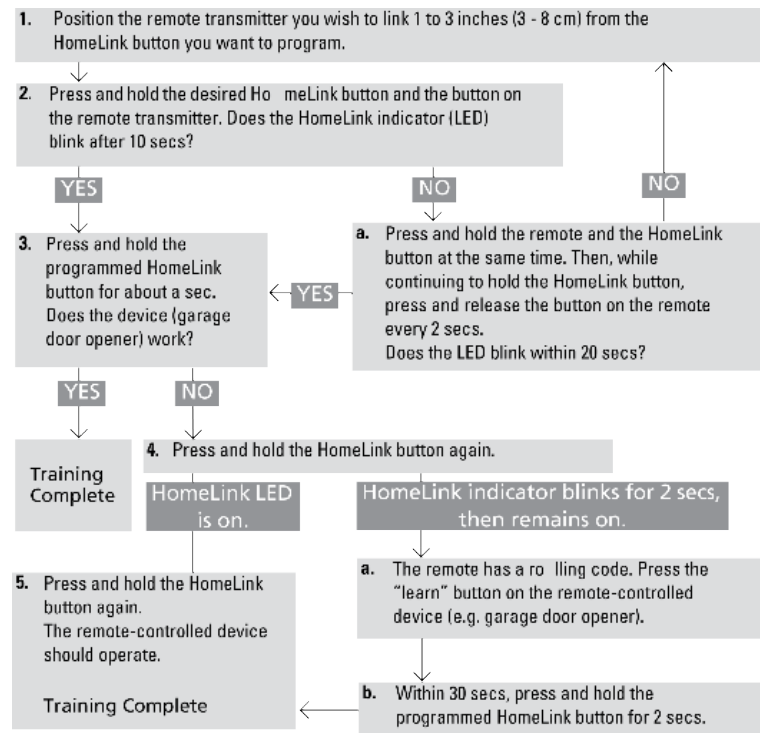 1. Position the remote transmitter you wish to link 1 to 3 inches (3 - 8 cm) from the
HomeLink button you want to program.
2. Press and hold the desired Ho meLink button and the button on
the remote transmitter. Does the HomeLink indicator (LED)
blink after 10 secs?
YES
NO
NO
3. Press and hold the
programmed HomeLink
button for about a sec.
Does the device (garage
door opener) work?
YES
a. Press and hold the remote and the HomeLink
button at the same time. Then, while
continuing to hold the HomeLink button,
press and release the button on the remote
every 2 secs.
Does the LED blink within 20 secs?
YES
NO
Training
Complete
4. Press and hold the HomeLink button again.
HomeLink LED
is on.
HomeLink indicator blinks for 2 secs,
then remains on.
a. The remote has a ro lling code. Press the
“learn” button on the remote-controlled
device (e.g. garage door opener).
b. Within 30 secs, press and hold the
programmed HomeLink button for 2 secs.
5. Press and hold the HomeLink
button again.
The remote-controlled device
should operate.
Training Complete